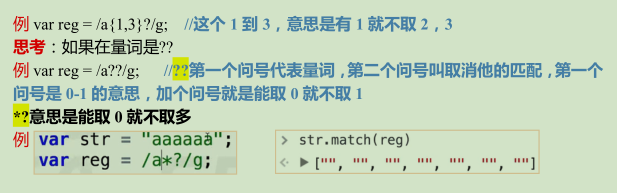 例 var reg = /a{1,3}?/g;    //这个 1 到 3，意思是有 1 就不取 2，3
思考：如果在量词是??
例 var reg = /a??/g;      //??第一个问号代表量词，第二个问号叫取消他的匹配，第一个
问号是 0-1 的意思，加个问号就是能取 0 就不取 1
*?意思是能取 0 就不取多
例 var str = "aaaaaa";
var reg = /a*?/g;
> str.match(reg)
<· ▶ ["", "", "", "", "", "", ""]